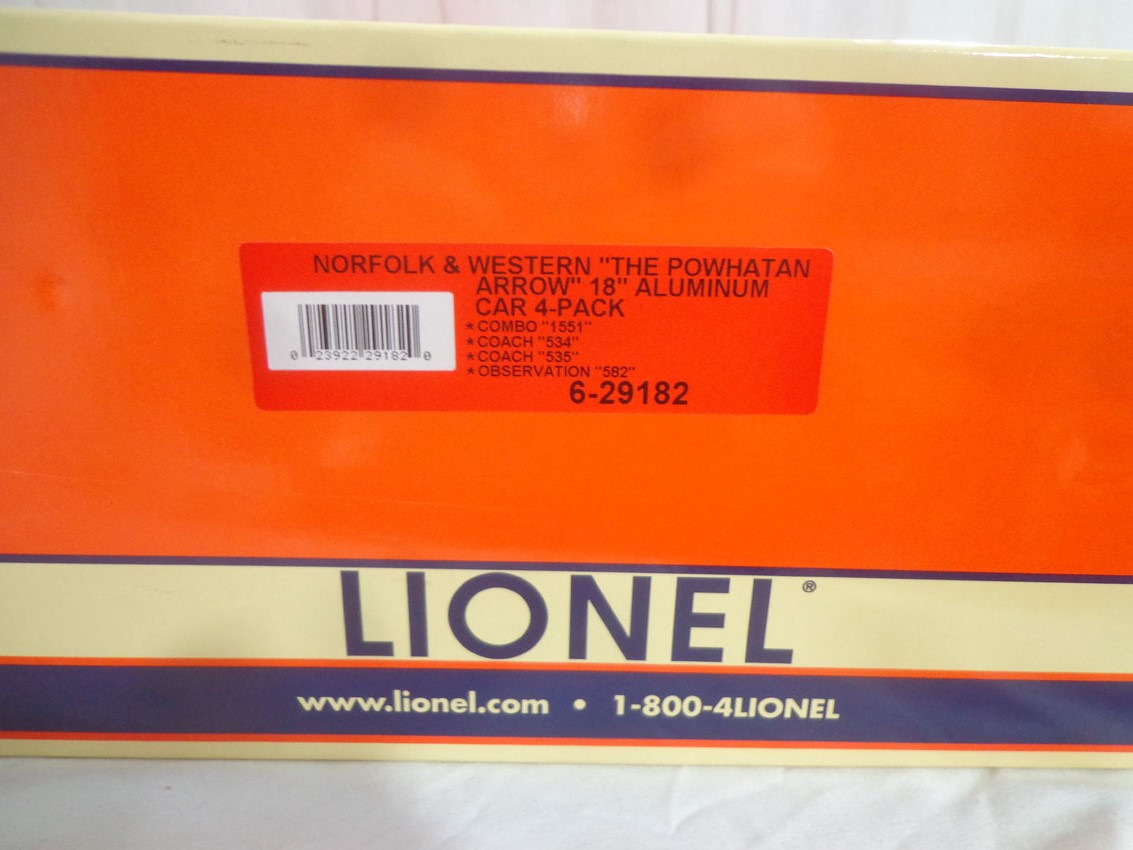 NORFOLK & WESTERN "THE POWHATAN
ARROW" 18" ALUMINUM
CAR 4-PACK
*COMBO "1551"
*COACH "534"
*COACH "535"
*OBSERVATION "582"
6-29182
0 23922 29182 0
LIONEL®
www.lionel.com • 1-800-4LIONEL